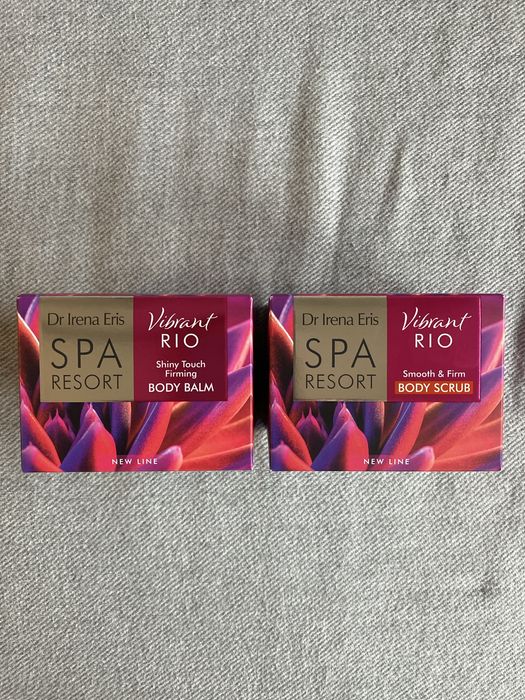 Dr Irena Eris
SPA
RESORT
Vibrant
RIO
Shiny Touch
Firming
BODY BALM
NEW LINE
Dr Irena Eris
SPA
RESORT
Vibrant
RIO
Smooth & Firm
BODY SCRUB
NEW LINE